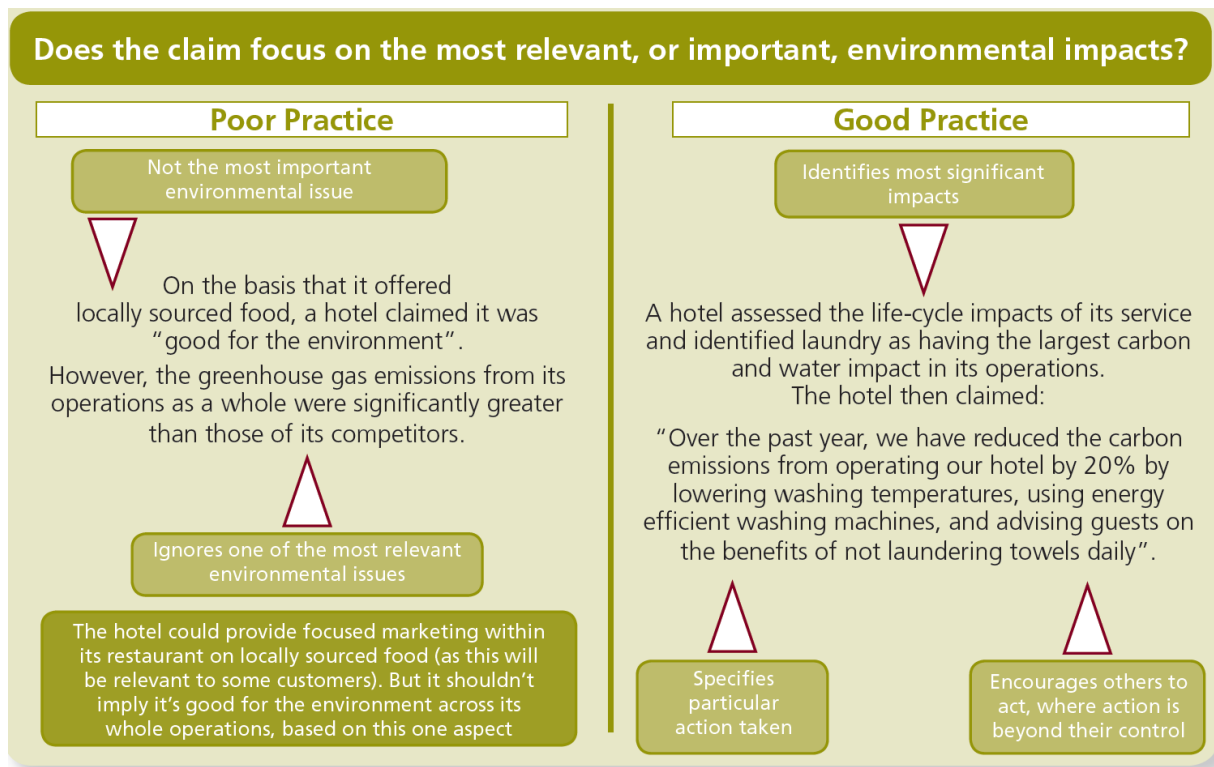 Does the claim focus on the most relevant, or important, environmental impacts?
Poor Practice
Not the most important
environmental issue
On the basis that it offered
locally sourced food, a hotel claimed it was
“good for the environment”.
However, the greenhouse gas emissions from its
operations as a whole were significantly greater
than those of its competitors.
Ignores one of the most relevant
environmental issues
The hotel could provide focused marketing within
its restaurant on locally sourced food (as this will
be relevant to some customers). But it shouldn’t
imply it’s good for the environment across its
whole operations, based on this one aspect
Good Practice
Identifies most significant
impacts
A hotel assessed the life-cycle impacts of its service
and identified laundry as having the largest carbon
and water impact in its operations.
The hotel then claimed:
“Over the past year, we have reduced the carbon
emissions from operating our hotel by 20% by
lowering washing temperatures, using energy
efficient washing machines, and advising guests on
the benefits of not laundering towels daily”.
Specifies
particular
action taken
Encourages others to
act, where action is
beyond their control